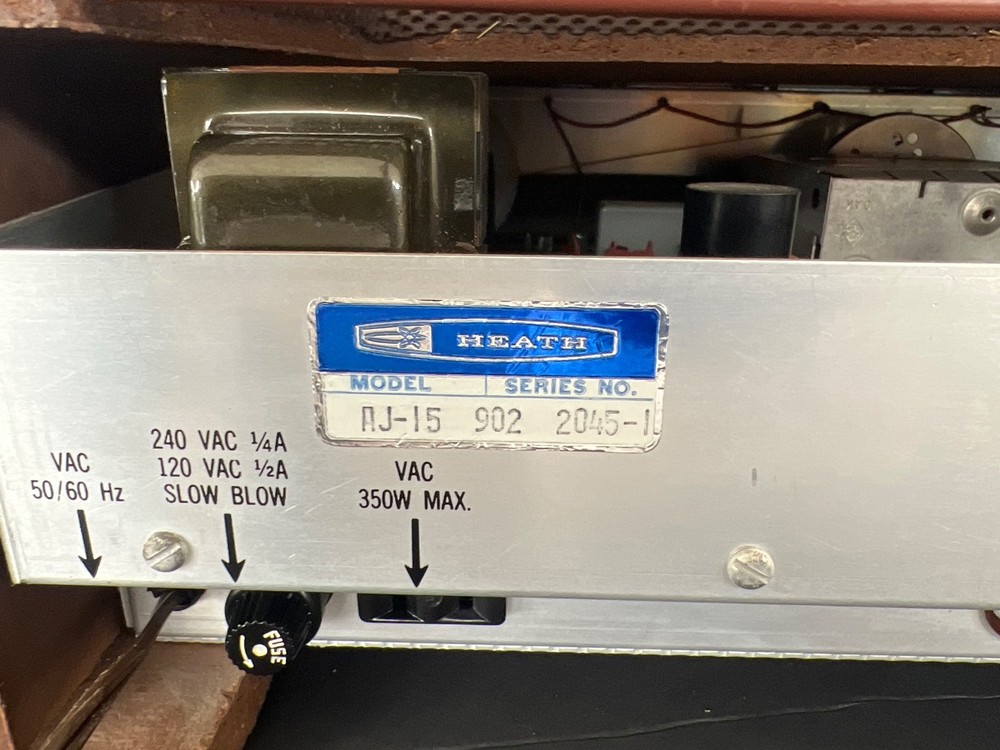 HEATH
MODEL SERIES NO.
AJ-15 902 2045-1
240 VAC ¼A
120 VAC ½A
SLOW BLOW
VAC
50/60 Hz
VAC
350W MAX.
FUSE